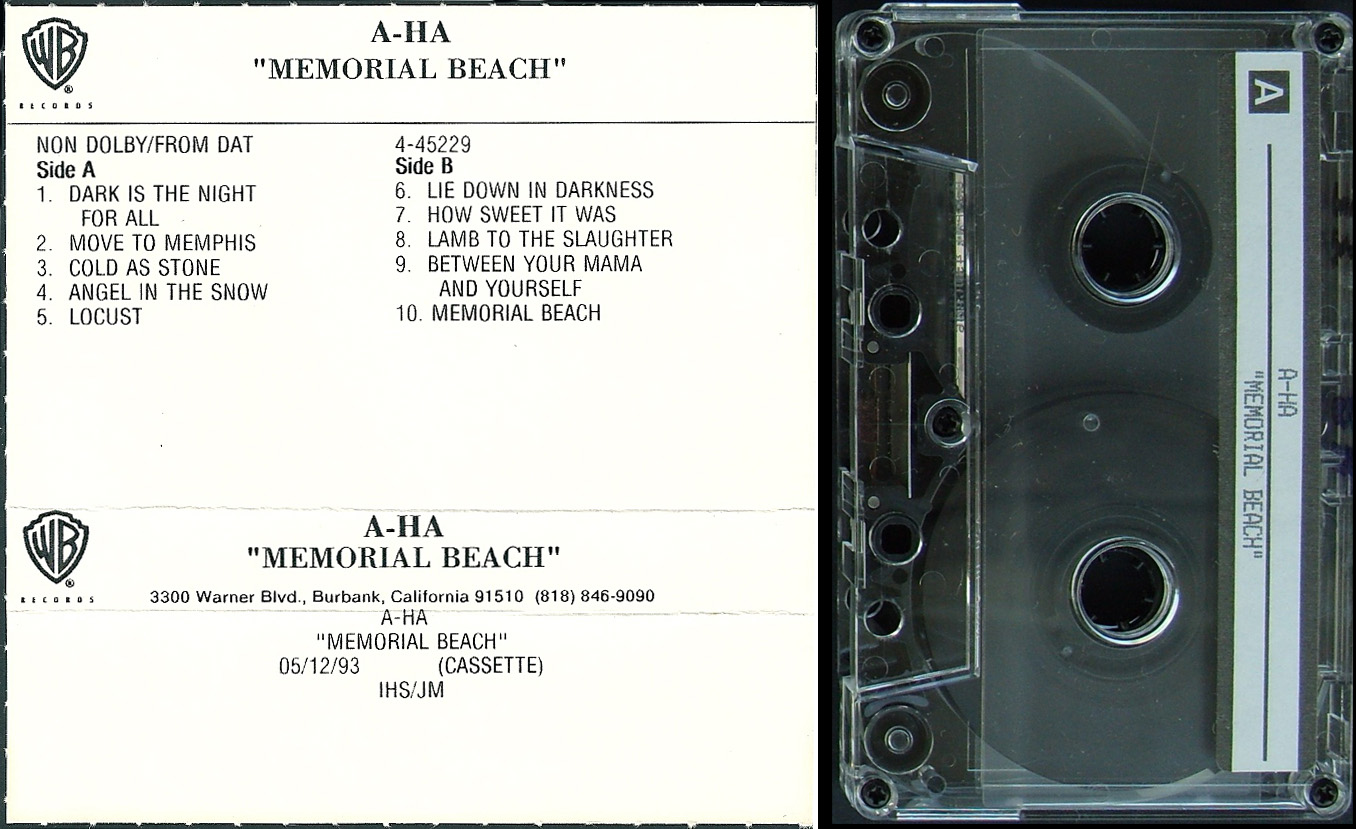 WB
®
RECORDS
A-HA
"MEMORIAL BEACH"
NON DOLBY/FROM DAT
Side A
1. DARK IS THE NIGHT
FOR ALL
2. MOVE TO MEMPHIS
3. COLD AS STONE
4. ANGEL IN THE SNOW
5. LOCUST
4-45229
Side B
6. LIE DOWN IN DARKNESS
7. HOW SWEET IT WAS
8. LAMB TO THE SLAUGHTER
9. BETWEEN YOUR MAMA
AND YOURSELF
10. MEMORIAL BEACH
WB
®
RECORDS
A-HA
"MEMORIAL BEACH"
3300 Warner Blvd., Burbank, California 91510 (818) 846-9090
A-HA
"MEMORIAL BEACH"
05/12/93 (CASSETTE)
IHS/JM
A
A-HA
"MEMORIAL BEACH"